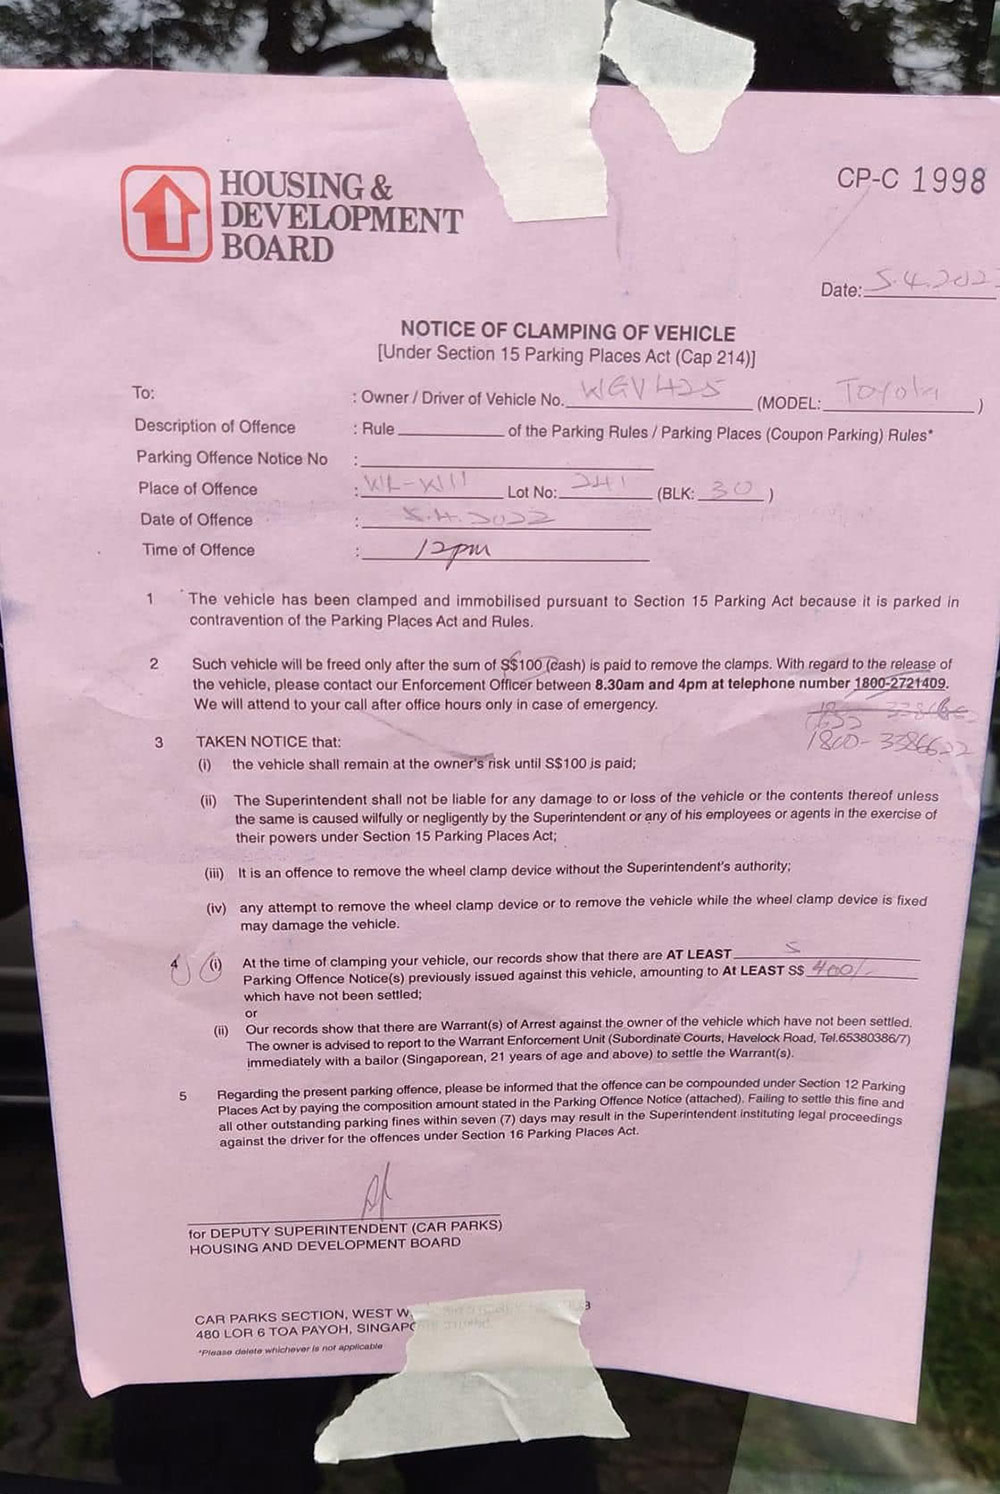 HOUSING &
DEVELOPMENT
BOARD
CP-C 1998
Date: 5.4.202
NOTICE OF CLAMPING OF VEHICLE
[Under Section 15 Parking Places Act (Cap 214)]
To: : Owner / Driver of Vehicle No. WGV425 (MODEL: Toyota )
Description of Offence : Rule of the Parking Rules / Parking Places (Coupon Parking) Rules*
Parking Offence Notice No :
Place of Offence : Lot No: 241 (BLK: 30 )
Date of Offence : 5.4.2022
Time of Offence : 12pm
1 The vehicle has been clamped and immobilised pursuant to Section 15 Parking Act because it is parked in
contravention of the Parking Places Act and Rules.
2 Such vehicle will be freed only after the sum of S$100 (cash) is paid to remove the clamps. With regard to the release of
the vehicle, please contact our Enforcement Officer between 8.30am and 4pm at telephone number 1800-2721409.
We will attend to your call after office hours only in case of emergency.
1800-3386622
3 TAKEN NOTICE that:
(i) the vehicle shall remain at the owner's risk until S$100 is paid;
(ii) The Superintendent shall not be liable for any damage to or loss of the vehicle or the contents thereof unless
the same is caused wilfully or negligently by the Superintendent or any of his employees or agents in the exercise of
their powers under Section 15 Parking Places Act;
(iii) It is an offence to remove the wheel clamp device without the Superintendent's authority;
(iv) any attempt to remove the wheel clamp device or to remove the vehicle while the wheel clamp device is fixed
may damage the vehicle.
4 (i) At the time of clamping your vehicle, our records show that there are AT LEAST 5
Parking Offence Notice(s) previously issued against this vehicle, amounting to At LEAST S$ 400/-
which have not been settled;
or
(ii) Our records show that there are Warrant(s) of Arrest against the owner of the vehicle which have not been settled.
The owner is advised to report to the Warrant Enforcement Unit (Subordinate Courts, Havelock Road, Tel.65380386/7)
immediately with a bailor (Singaporean, 21 years of age and above) to settle the Warrant(s).
5 Regarding the present parking offence, please be informed that the offence can be compounded under Section 12 Parking
Places Act by paying the composition amount stated in the Parking Offence Notice (attached). Failing to settle this fine and
all other outstanding parking fines within seven (7) days may result in the Superintendent instituting legal proceedings
against the driver for the offences under Section 16 Parking Places Act.
for DEPUTY SUPERINTENDENT (CAR PARKS)
HOUSING AND DEVELOPMENT BOARD
CAR PARKS SECTION, WEST W
480 LOR 6 TOA PAYOH, SINGAPO
*Please delete whichever is not applicable